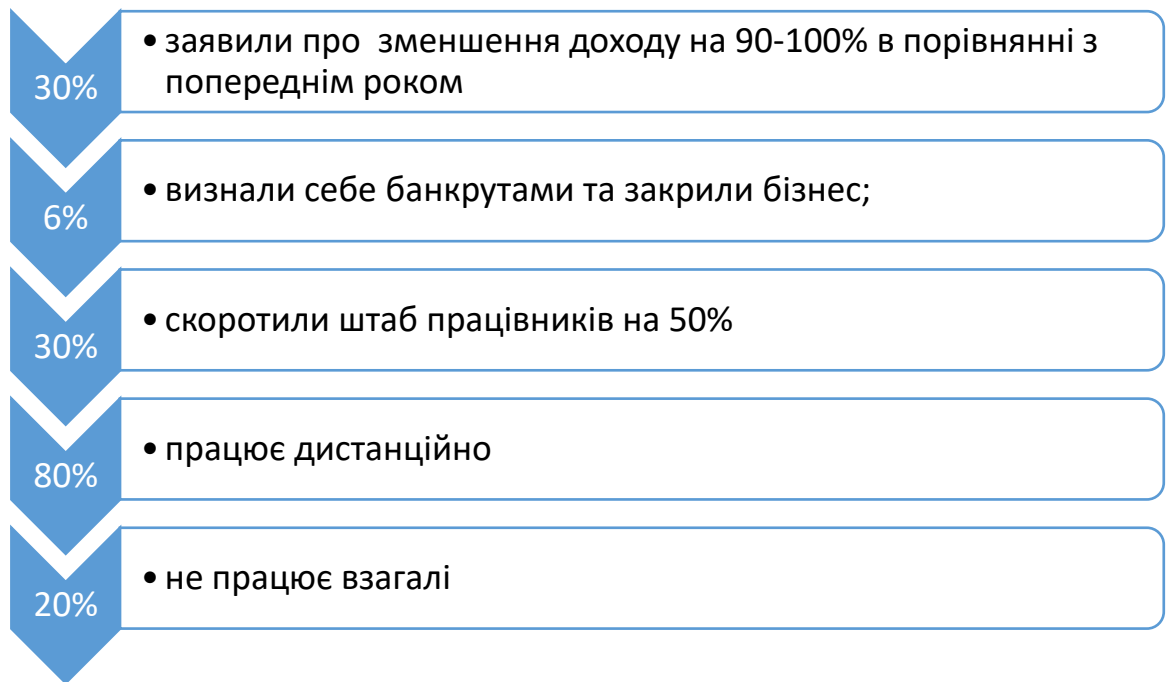 30%
• заявили про  зменшення доходу на 90-100% в порівнянні з
попереднім роком
6%
• визнали себе банкрутами та закрили бізнес;
30%
• скоротили штаб працівників на 50%
80%
• працює дистанційно
20%
• не працює взагалі